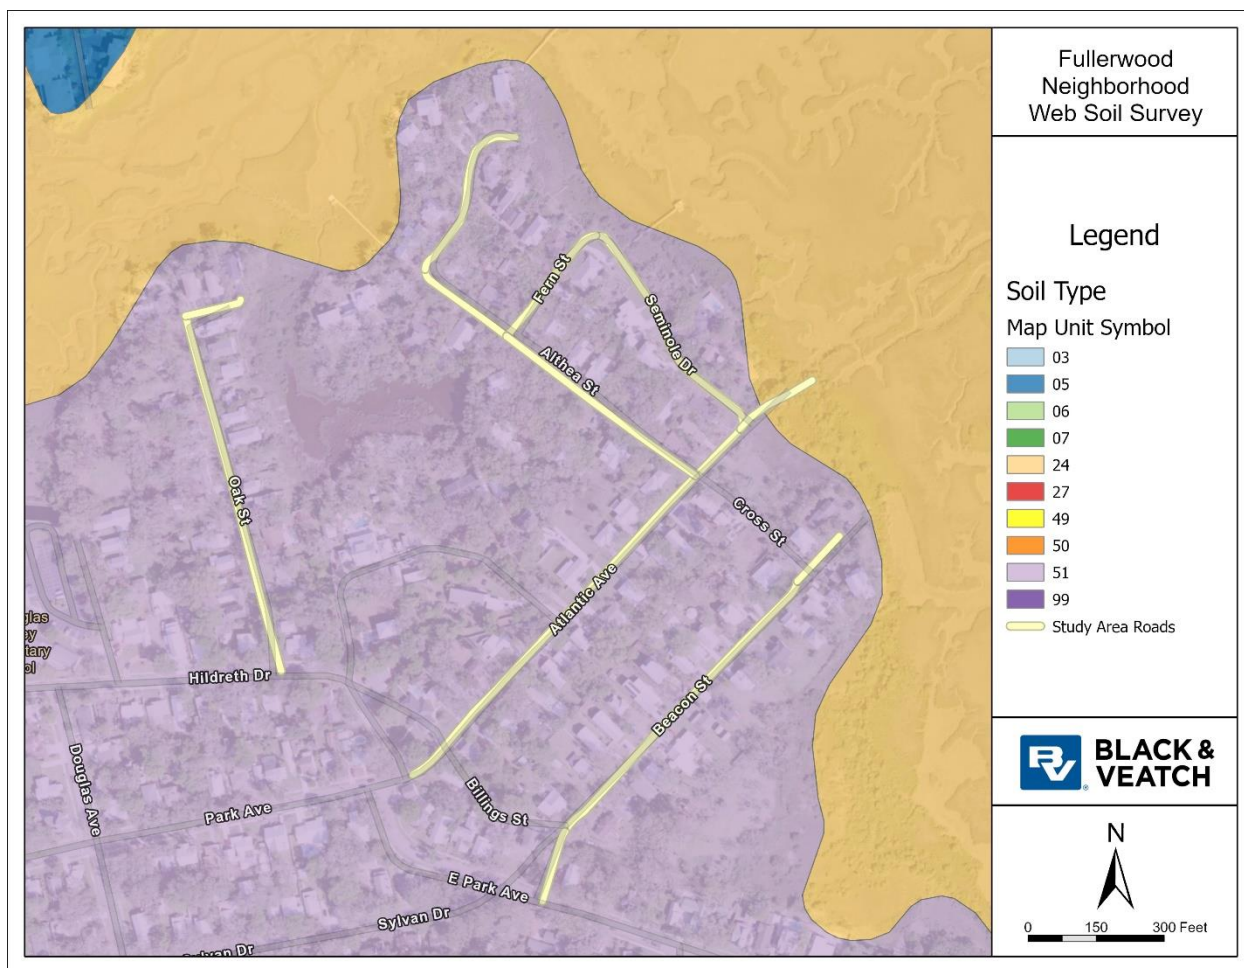 Fullerwood
Neighborhood
Web Soil Survey
Legend
Soil Type
Map Unit Symbol
03
05
06
07
24
27
49
50
51
99
Study Area Roads
BV
®
BLACK &
VEATCH
N
0 150 300 Feet
Fern St
Seminole Dr
Althea St
Oak St
Cross St
Atlantic Ave
Hildreth Dr
Beacon St
Douglas Ave
Park Ave
Billings St
E Park Ave
Sylvan Dr